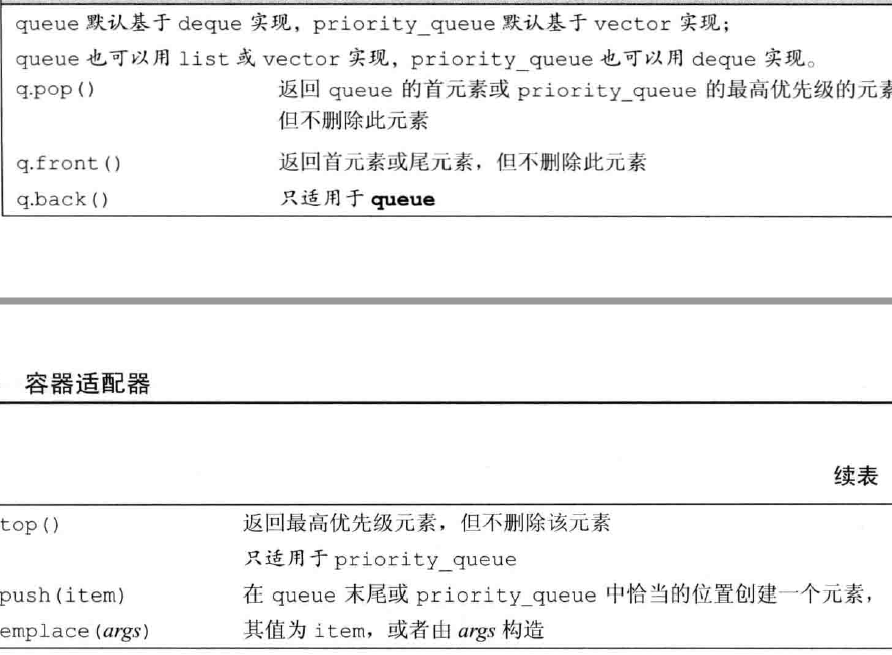 queue 默认基于 deque 实现, priority_queue 默认基于 vector 实现;
queue 也可以用 list 或 vector 实现, priority_queue 也可以用 deque 实现。
q.pop() 返回 queue 的首元素或 priority_queue 的最高优先级的元素
但不删除此元素
q.front() 返回首元素或尾元素，但不删除此元素
q.back() 只适用于 queue
容器适配器
续表
top() 返回最高优先级元素，但不删除该元素
只适用于 priority_queue
push(item) 在 queue 末尾或 priority_queue 中恰当的位置创建一个元素，
emplace(args) 其值为 item，或者由 args 构造